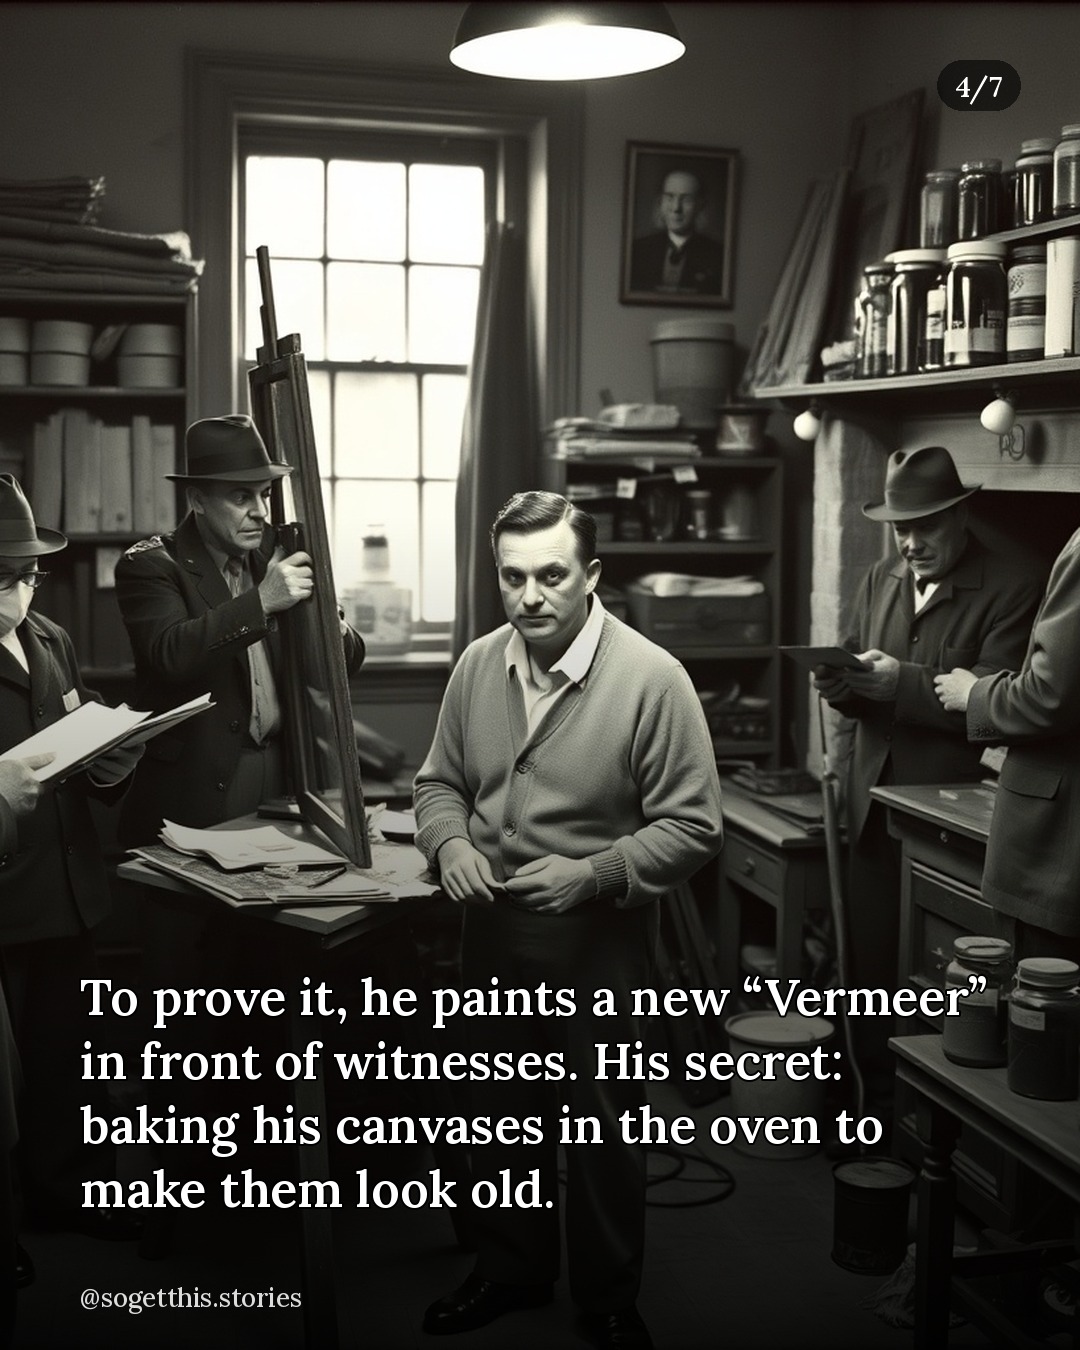 4/7
To prove it, he paints a new “Vermeer”
in front of witnesses. His secret:
baking his canvases in the oven to
make them look old.
@sogetthis.stories